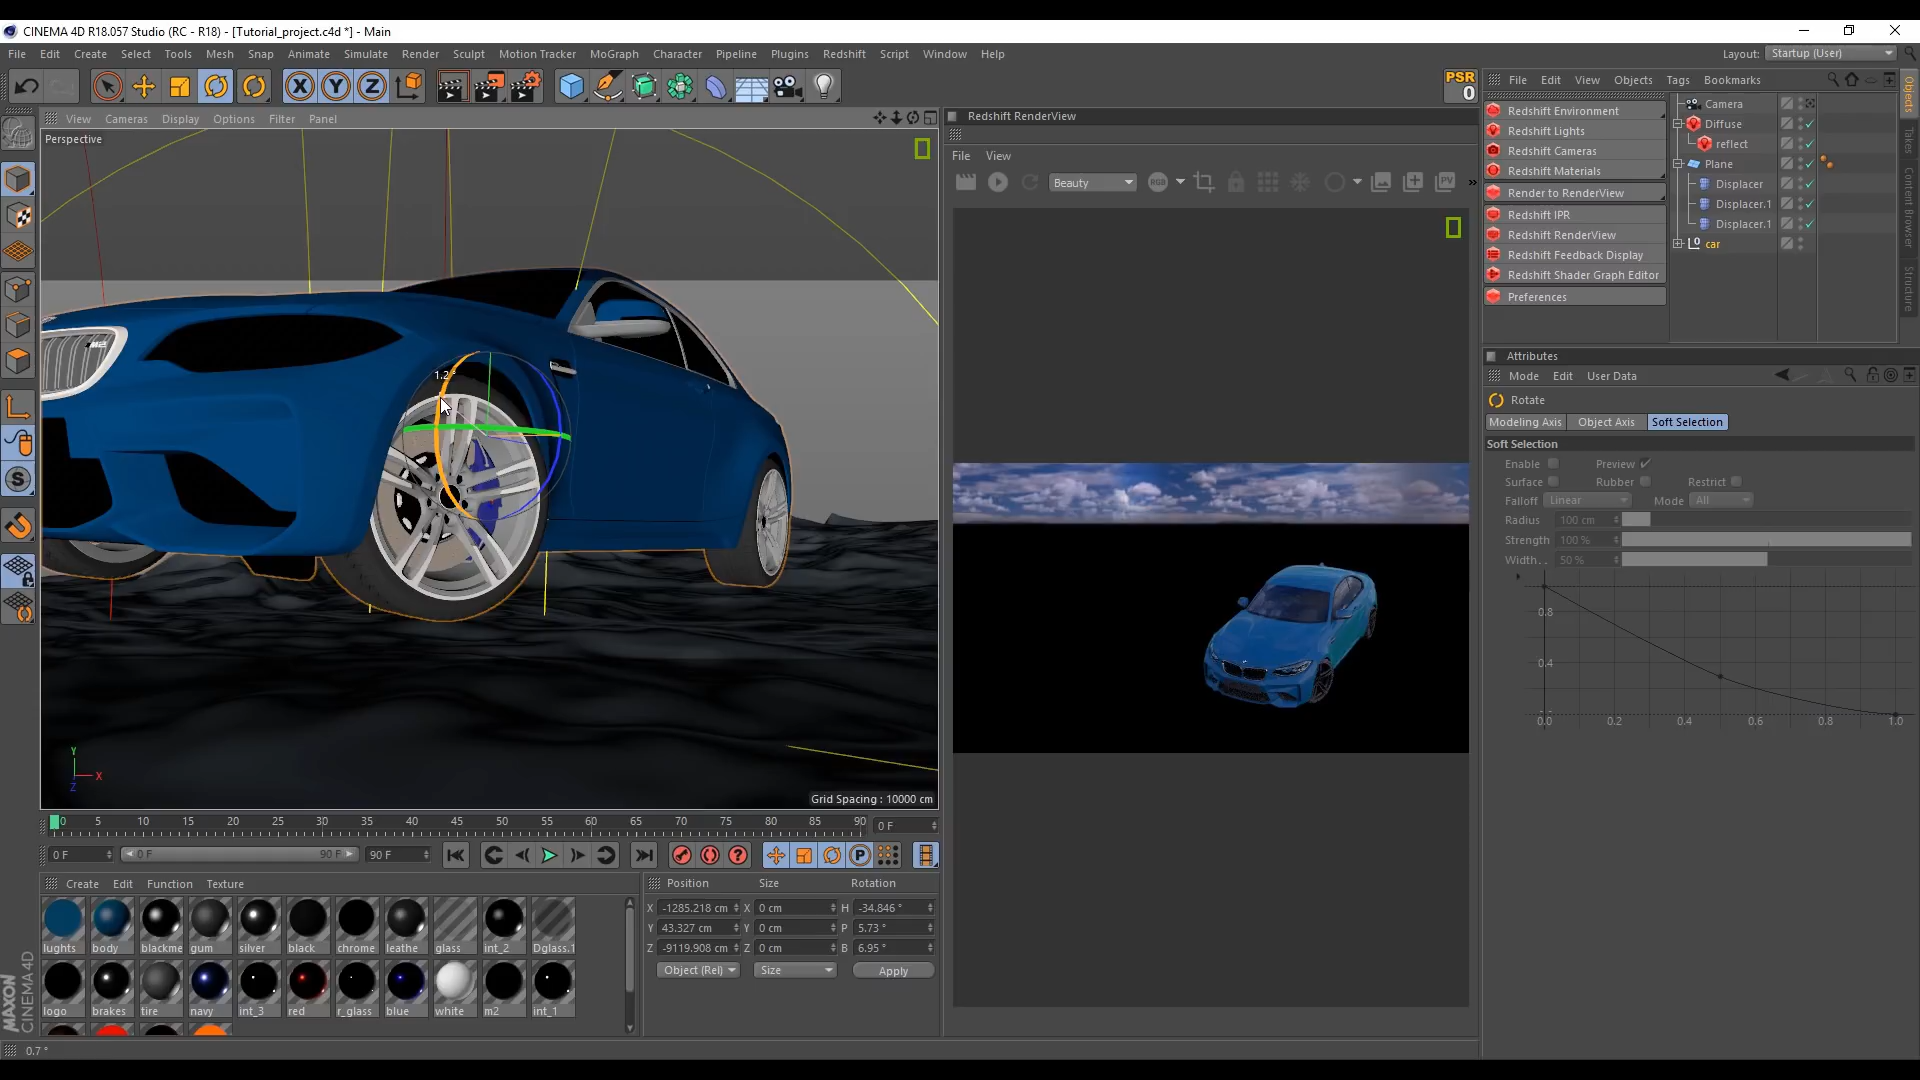 CINEMA 4D R18.057 Studio (RC - R18) - [Tutorial_project.c4d *] - Main
File Edit Create Select Tools Mesh Snap Animate Simulate Render Sculpt Motion Tracker MoGraph Character Pipeline Plugins Redshift Script Window Help
Layout: Startup (User)
X Y Z
PSR
0
File Edit View Objects Tags Bookmarks
Objects
Takes
Content Browser
Structure
Redshift Environment
Redshift Lights
Redshift Cameras
Redshift Materials
Render to RenderView
Redshift IPR
Redshift RenderView
Redshift Feedback Display
Redshift Shader Graph Editor
Preferences
Camera
Diffuse
reflect
Plane
Displacer
Displacer.1
Displacer.1
car
View Cameras Display Options Filter Panel
Perspective
1.2 °
Y
X
Z
Grid Spacing : 10000 cm
Redshift RenderView
File View
Beauty
RGB
PV
»
Attributes
Mode Edit User Data
Rotate
Modeling Axis Object Axis Soft Selection
Soft Selection
Enable Preview
Surface Rubber Restrict
Falloff Linear Mode All
Radius 100 cm
Strength 100 %
Width . . 50 %
0.8
0.4
0.0 0.2 0.4 0.6 0.8 1.0
0 5 10 15 20 25 30 35 40 45 50 55 60 65 70 75 80 85 90
0 F
0 F 0 F 90 F 90 F
P
Create Edit Function Texture
lughts body blackme gum silver black chrome leathe glass int_2 Dglass.1
logo brakes tire navy int_3 red r_glass blue white m2 int_1
Position Size Rotation
X -1285.218 cm X 0 cm H -34.846 °
Y 43.327 cm Y 0 cm P 5.73 °
Z -9119.908 cm Z 0 cm B 6.95 °
Object (Rel) Size Apply
MAXON
CINEMA 4D
0.7 °